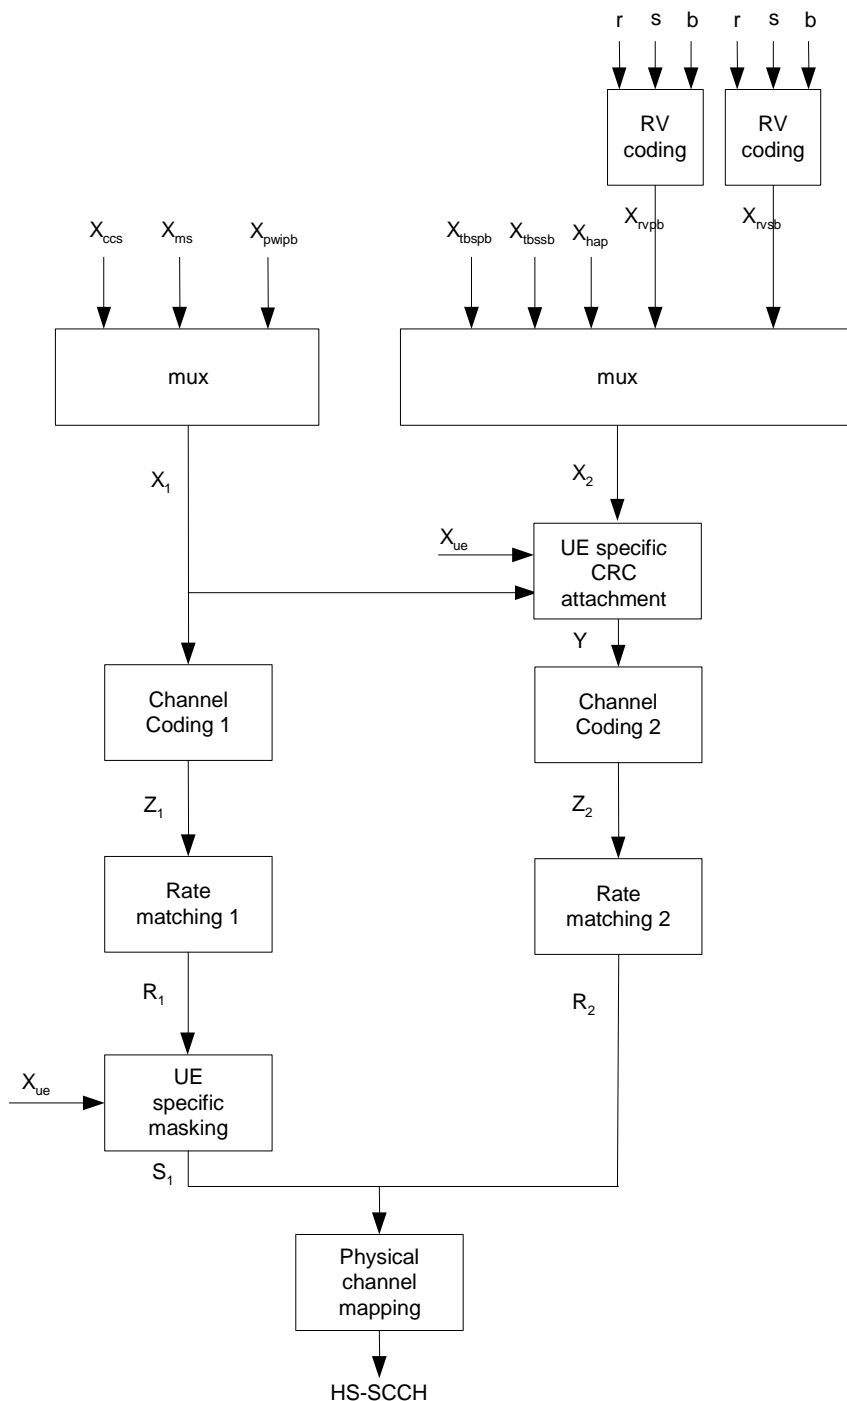 r s b r s b
RV
coding
RV
coding
Xccs Xms Xpwipb Xtbspb Xtbssb Xhap Xrvpb Xrvsb
mux
mux
X1
X2
Xue
UE specific
CRC
attachment
Y
Channel
Coding 1
Channel
Coding 2
Z1
Z2
Rate
matching 1
Rate
matching 2
R1
R2
Xue
UE
specific
masking
S1
Physical
channel
mapping
HS-SCCH